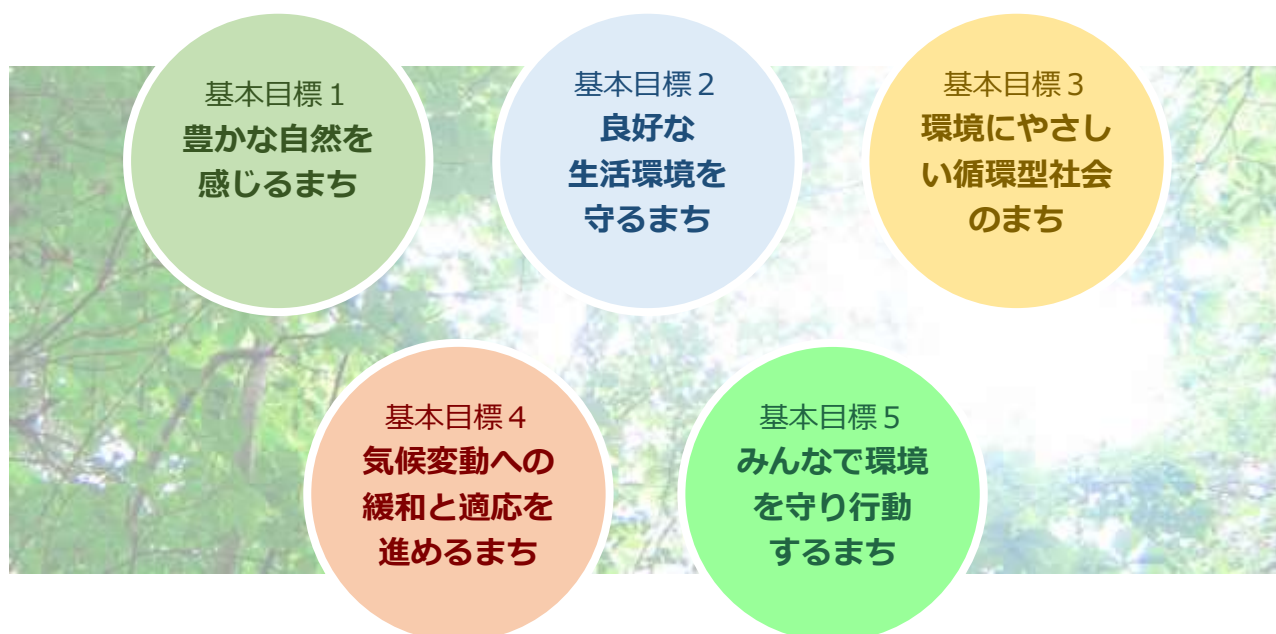 基本目標１
豊かな自然を
感じるまち
基本目標２
良好な
生活環境を
守るまち
基本目標３
環境にやさし
い循環型社会
のまち
基本目標４
気候変動への
緩和と適応を
進めるまち
基本目標５
みんなで環境
を守り行動
するまち